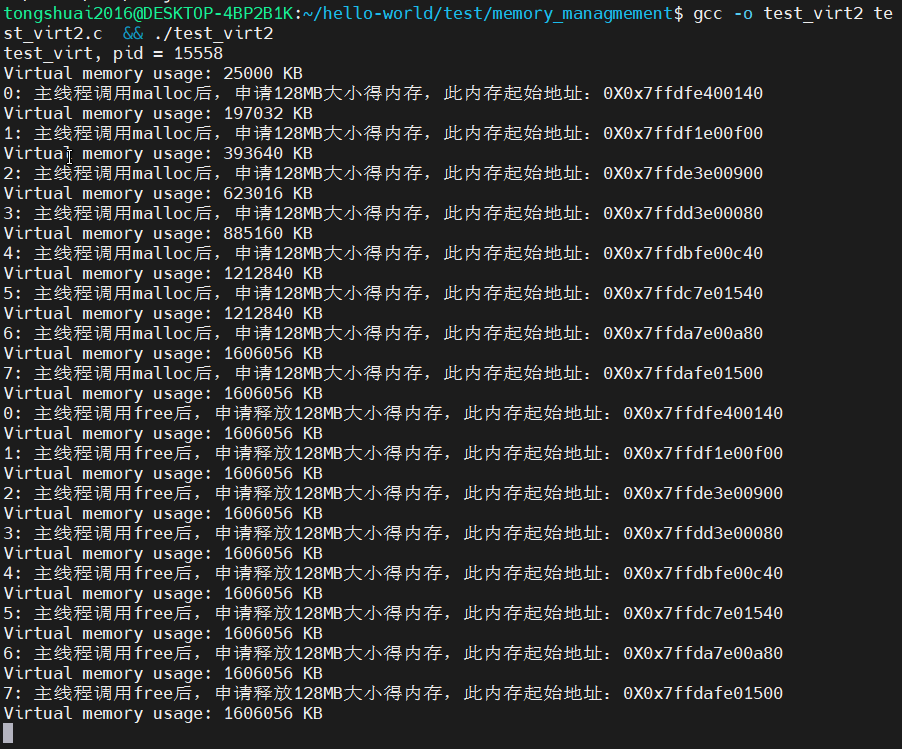 tongshuai2016@DESKTOP-4BP2B1K:~/hello-world/test/memory_managmement$ gcc -o test_virt2 te
st_virt2.c  && ./test_virt2
test_virt, pid = 15558
Virtual memory usage: 25000 KB
0: 主线程调用malloc后，申请128MB大小得内存，此内存起始地址：0X0x7ffdfe400140
Virtual memory usage: 197032 KB
1: 主线程调用malloc后，申请128MB大小得内存，此内存起始地址：0X0x7ffdf1e00f00
Virtual memory usage: 393640 KB
2: 主线程调用malloc后，申请128MB大小得内存，此内存起始地址：0X0x7ffde3e00900
Virtual memory usage: 623016 KB
3: 主线程调用malloc后，申请128MB大小得内存，此内存起始地址：0X0x7ffdd3e00080
Virtual memory usage: 885160 KB
4: 主线程调用malloc后，申请128MB大小得内存，此内存起始地址：0X0x7ffdbfe00c40
Virtual memory usage: 1212840 KB
5: 主线程调用malloc后，申请128MB大小得内存，此内存起始地址：0X0x7ffdc7e01540
Virtual memory usage: 1212840 KB
6: 主线程调用malloc后，申请128MB大小得内存，此内存起始地址：0X0x7ffda7e00a80
Virtual memory usage: 1606056 KB
7: 主线程调用malloc后，申请128MB大小得内存，此内存起始地址：0X0x7ffdafe01500
Virtual memory usage: 1606056 KB
0: 主线程调用free后，申请释放128MB大小得内存，此内存起始地址：0X0x7ffdfe400140
Virtual memory usage: 1606056 KB
1: 主线程调用free后，申请释放128MB大小得内存，此内存起始地址：0X0x7ffdf1e00f00
Virtual memory usage: 1606056 KB
2: 主线程调用free后，申请释放128MB大小得内存，此内存起始地址：0X0x7ffde3e00900
Virtual memory usage: 1606056 KB
3: 主线程调用free后，申请释放128MB大小得内存，此内存起始地址：0X0x7ffdd3e00080
Virtual memory usage: 1606056 KB
4: 主线程调用free后，申请释放128MB大小得内存，此内存起始地址：0X0x7ffdbfe00c40
Virtual memory usage: 1606056 KB
5: 主线程调用free后，申请释放128MB大小得内存，此内存起始地址：0X0x7ffdc7e01540
Virtual memory usage: 1606056 KB
6: 主线程调用free后，申请释放128MB大小得内存，此内存起始地址：0X0x7ffda7e00a80
Virtual memory usage: 1606056 KB
7: 主线程调用free后，申请释放128MB大小得内存，此内存起始地址：0X0x7ffdafe01500
Virtual memory usage: 1606056 KB